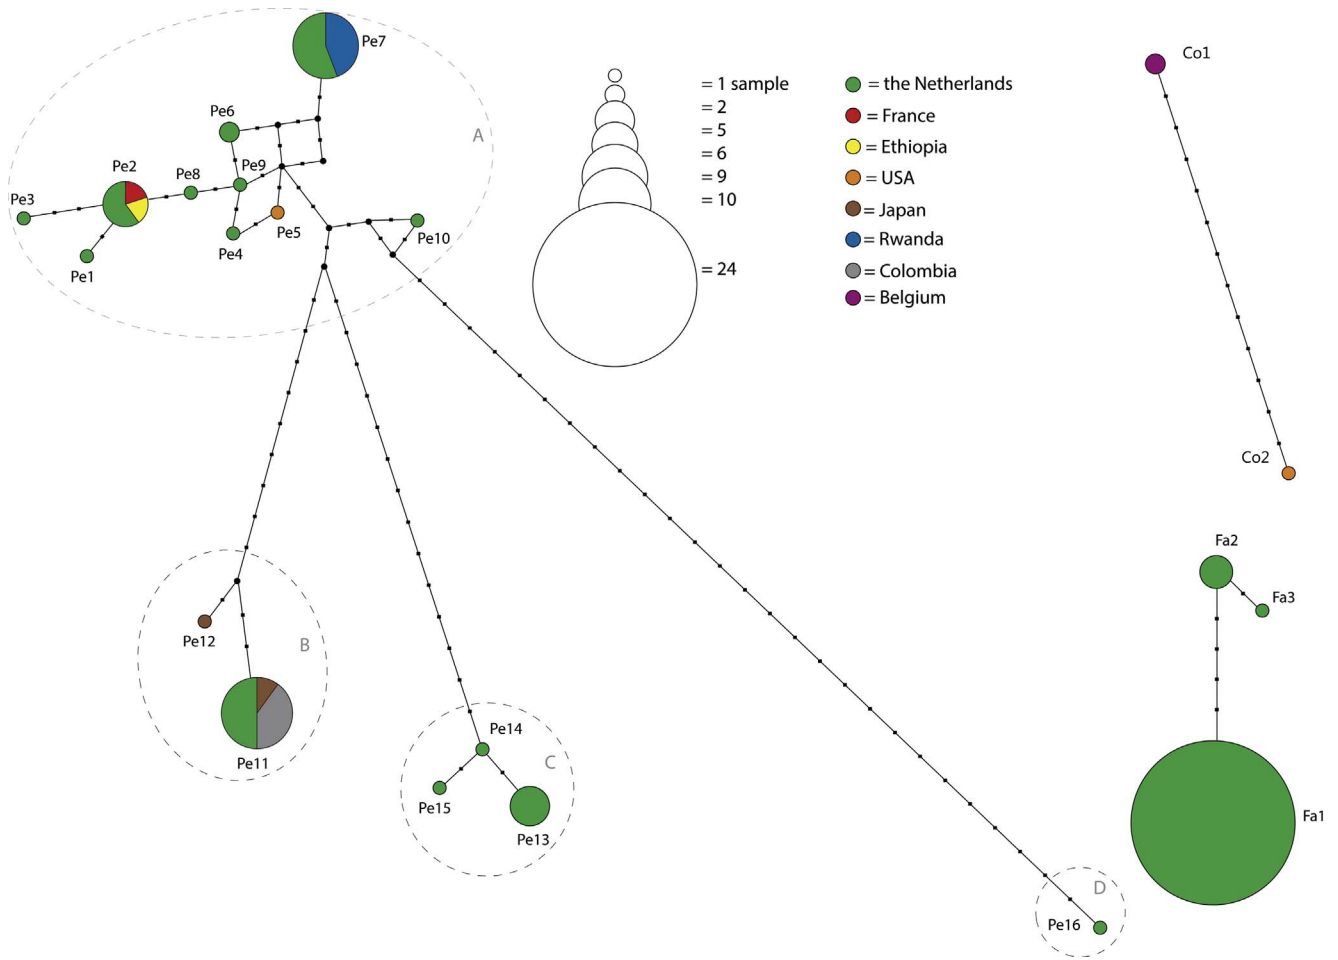 Pe7
Pe6
A
Pe2
Pe8
Pe9
Pe3
Pe4
Pe5
Pe10
Pe1
= 1 sample
= 2
= 5
= 6
= 9
= 10
= 24
= the Netherlands
= France
= Ethiopia
= USA
= Japan
= Rwanda
= Colombia
= Belgium
Co1
Co2
Fa2
Fa3
Fa1
Pe12
B
Pe11
Pe14
C
Pe15
Pe13
D
Pe16